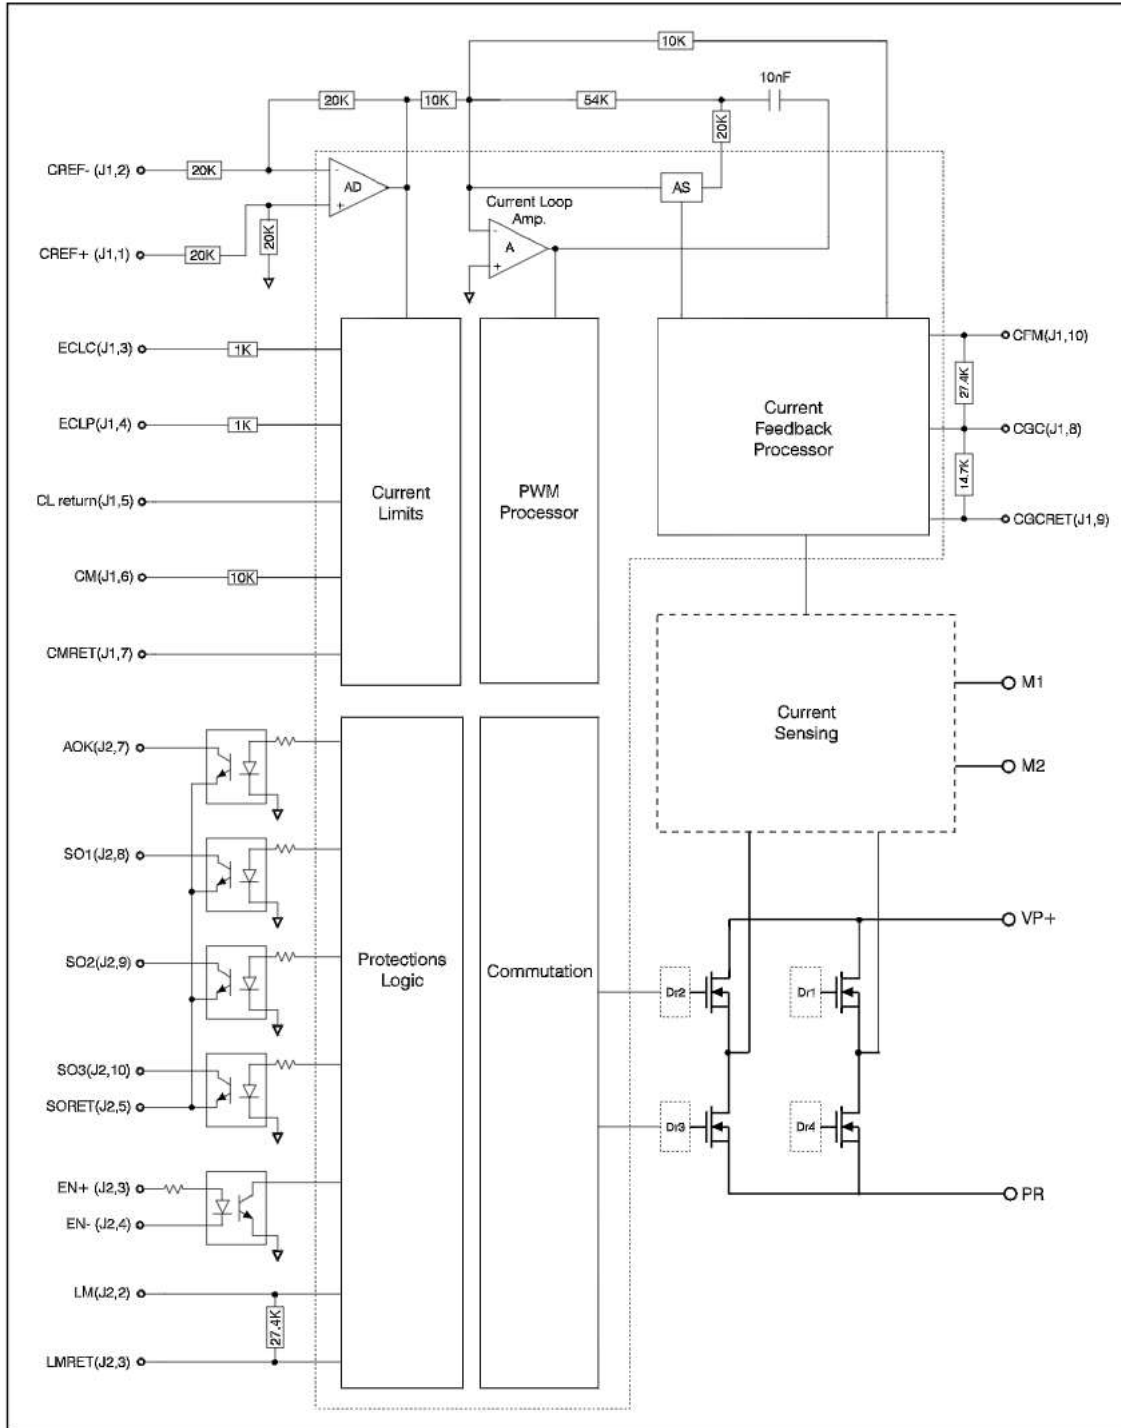 10K
10nF
20K
10K
54K
20K
CREF- (J1,2)
20K
-
AD
+
AS
Current Loop
Amp.
20K
-
A
+
CREF+ (J1,1)
20K
ECLC(J1,3)
1K
CFM(J1,10)
27.4K
ECLP(J1,4)
1K
Current
Feedback
Processor
CGC(J1,8)
14.7K
CL return(J1,5)
Current
Limits
PWM
Processor
CGCRET(J1,9)
CM(J1,6)
10K
CMRET(J1,7)
M1
Current
Sensing
AOK(J2,7)
M2
SO1(J2,8)
VP+
SO2(J2,9)
Protections
Logic
Commutation
Dr2
Dr1
SO3(J2,10)
SORET(J2,5)
Dr3
Dr4
EN+ (J2,3)
PR
EN- (J2,4)
LM(J2,2)
27.4K
LMRET(J2,3)